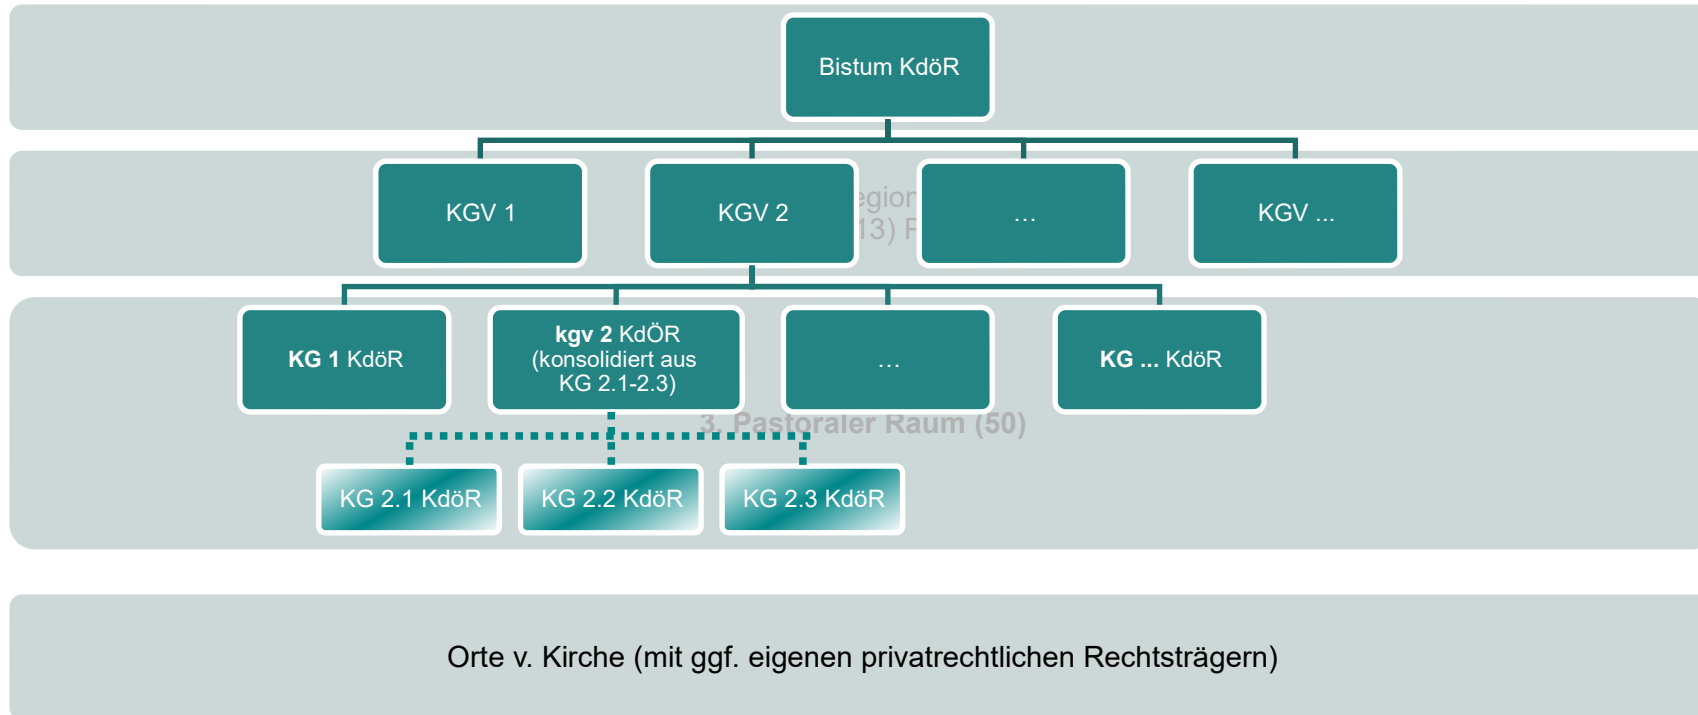 Bistum KdöR
KGV 1
KGV 2
…
KGV ...
13)
KG 1 KdöR
kgv 2 KdÖR
(konsolidiert aus
KG 2.1-2.3)
…
KG ... KdöR
3. Pastoraler Raum (50)
KG 2.1 KdöR
KG 2.2 KdöR
KG 2.3 KdöR
Orte v. Kirche (mit ggf. eigenen privatrechtlichen Rechtsträgern)